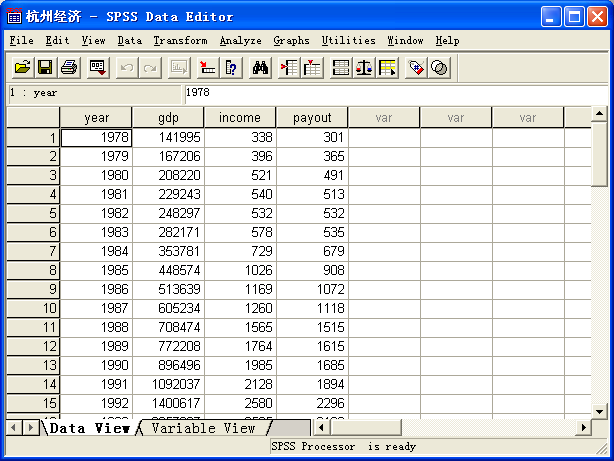 杭州经济 - SPSS Data Editor
File Edit View Data Transform Analyze Graphs Utilities Window Help
1 : year 1978
year gdp income payout var var var
1 1978 141995 338 301
2 1979 167206 396 365
3 1980 208220 521 491
4 1981 229243 540 513
5 1982 248297 532 532
6 1983 282171 578 535
7 1984 353781 729 679
8 1985 448574 1026 908
9 1986 513639 1169 1072
10 1987 605234 1260 1118
11 1988 708474 1565 1515
12 1989 772208 1764 1615
13 1990 896496 1985 1685
14 1991 1092037 2128 1894
15 1992 1400617 2580 2296
Data View Variable View
SPSS Processor is ready